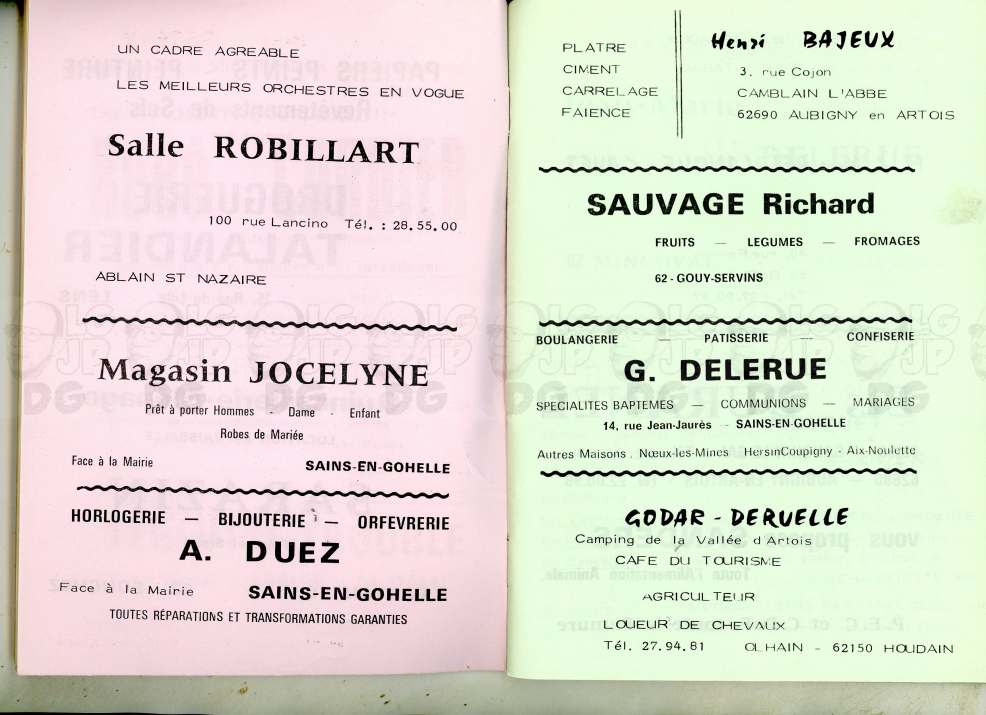 UN CADRE AGREABLE
LES MEILLEURS ORCHESTRES EN VOGUE
Salle ROBILLART
100 rue Lancino Tél. : 28.55.00
ABLAIN ST NAZAIRE
Magasin JOCELYNE
Prêt à porter Hommes - Dame - Enfant
Robes de Mariée
Face à la Mairie SAINS-EN-GOHELLE
HORLOGERIE — BIJOUTERIE — ORFEVRERIE
A. DUEZ
Face à la Mairie SAINS-EN-GOHELLE
TOUTES RÉPARATIONS ET TRANSFORMATIONS GARANTIES
PLATRE
CIMENT
CARRELAGE
FAIENCE
Henri BAJEUX
3. rue Cojon
CAMBLAIN L'ABBE
62690 AUBIGNY en ARTOIS
SAUVAGE Richard
FRUITS — LEGUMES — FROMAGES
62 - GOUY-SERVINS
BOULANGERIE — PATISSERIE — CONFISERIE
G. DELERUE
SPECIALITES BAPTEMES — COMMUNIONS — MARIAGES
14, rue Jean-Jaurès - SAINS-EN-GOHELLE
Autres Maisons . Nœux-les-Mines HersinCoupigny - Aix-Noulette
GODAR - DERUELLE
Camping de la Vallée d'Artois
CAFE DU TOURISME
AGRICULTEUR
LOUEUR DE CHEVAUX
Tél. 27.94.81 OLHAIN - 62150 HOUDAIN